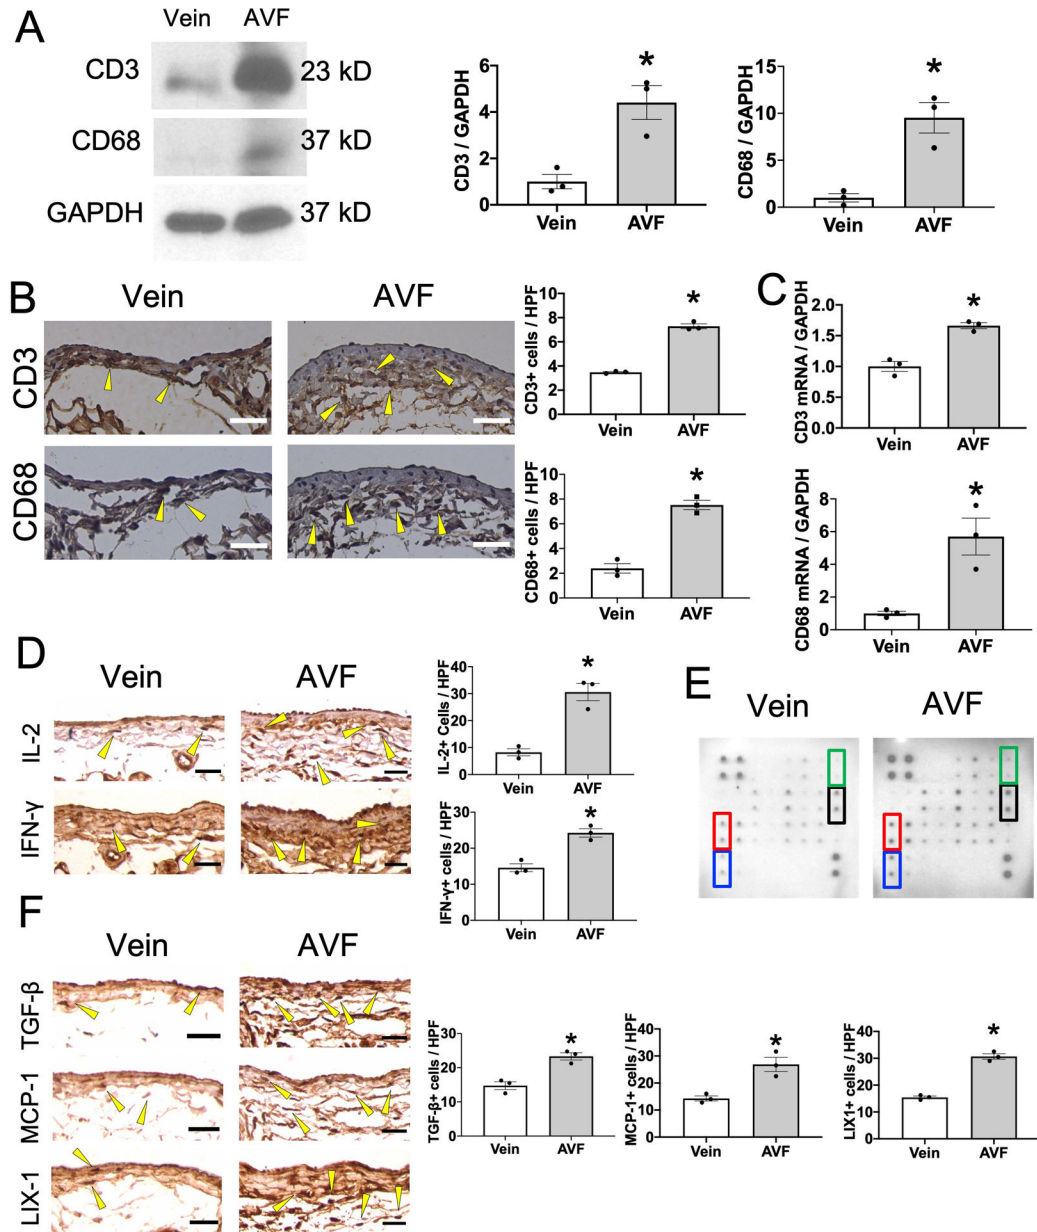 A
Vein AVF
CD3 23 kD
CD68 37 kD
GAPDH 37 kD
CD3 / GAPDH
6
4
2
0
*
Vein AVF
CD68 / GAPDH
15
10
5
0
*
Vein AVF
B
Vein AVF
CD3
CD68
CD3+ cells / HPF
10
8
6
4
2
0
*
Vein AVF
CD68+ cells / HPF
10
8
6
4
2
0
*
Vein AVF
C
CD3 mRNA / GAPDH
2.0
1.5
1.0
0.5
0.0
*
Vein AVF
CD68 mRNA / GAPDH
8
6
4
2
0
*
Vein AVF
D
Vein AVF
IL-2
IFN-γ
IL-2+ Cells / HPF
40
30
20
10
0
*
Vein AVF
IFN-γ+ cells / HPF
30
20
10
0
*
Vein AVF
E
Vein AVF
F
Vein AVF
TGF-β
MCP-1
LIX-1
TGF-β+ cells / HPF
30
20
10
0
*
Vein AVF
MCP-1+ cells / HPF
40
30
20
10
0
*
Vein AVF
LIX1+ cells / HPF
40
30
20
10
0
*
Vein AVF